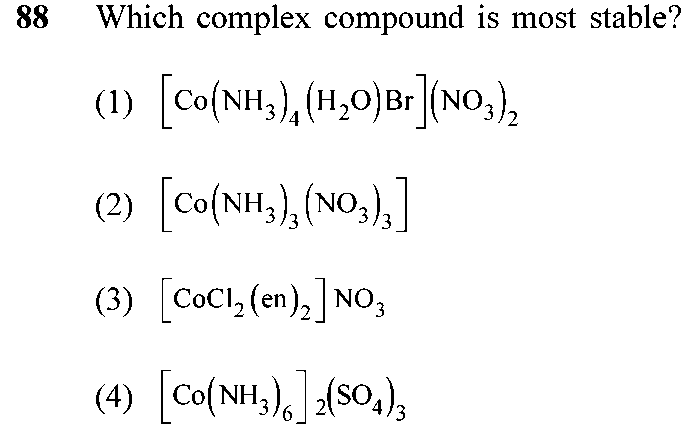 88 Which complex compound is most stable?
(1) [Co(NH₃)₄(H₂O)Br](NO₃)₂
(2) [Co(NH₃)₃(NO₃)₃]
(3) [CoCl₂(en)₂]NO₃
(4) [Co(NH₃)₆]₂(SO₄)₃